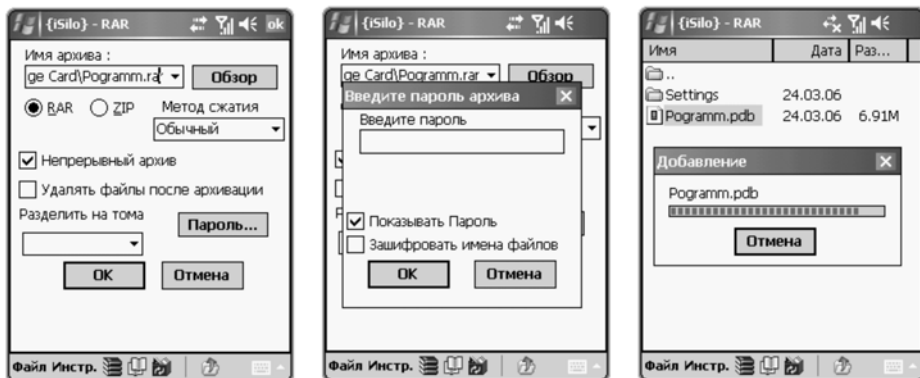 {iSilo} - RAR
ok
Имя архива :
ge Card\Pogramm.rar
Обзор
RAR
ZIP
Метод сжатия
Обычный
Непрерывный архив
Удалять файлы после архивации
Разделить на тома
Пароль...
OK
Отмена
Файл Инстр.
{iSilo} - RAR
Имя архива :
ge Card\Pogramm.rar
Обзор
Введите пароль архива
Введите пароль
Показывать Пароль
Зашифровать имена файлов
OK
Отмена
Файл Инстр.
{iSilo} - RAR
Имя Дата Раз...
..
Settings 24.03.06
Pogramm.pdb 24.03.06 6.91M
Добавление
Pogramm.pdb
Отмена
Файл Инстр.